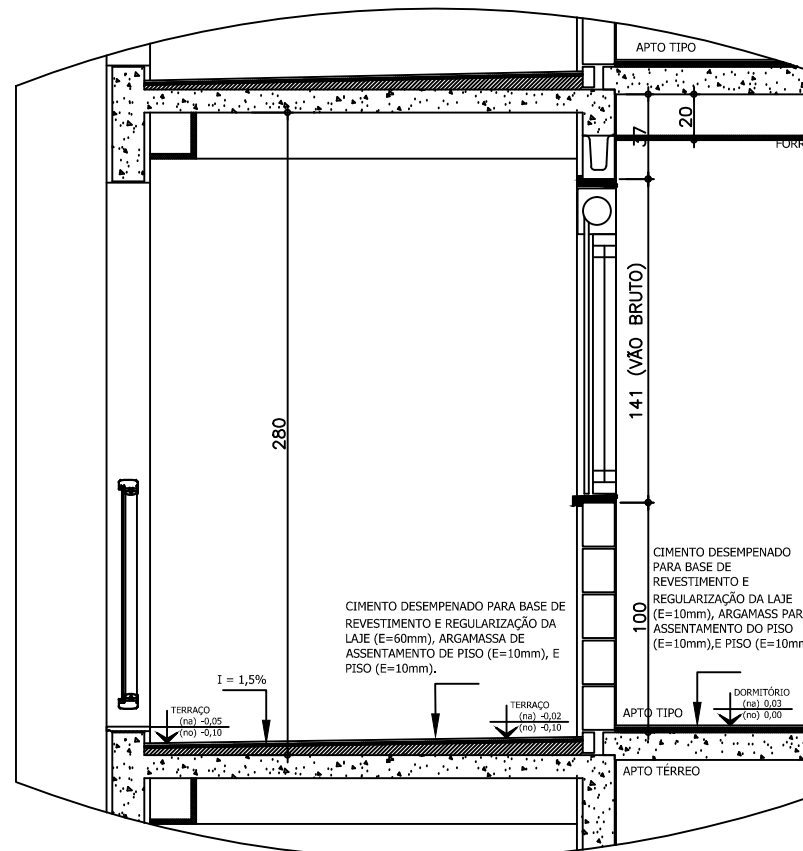 APTO TIPO
20
37
FORR
141 (VÃO BRUTO)
280
CIMENTO DESEMPENADO
PARA BASE DE
REVESTIMENTO E
REGULARIZAÇÃO DA LAJE
(E=10mm), ARGAMASS PAR
ASSENTAMENTO DO PISO
(E=10mm),E PISO (E=10mm
100
CIMENTO DESEMPENADO PARA BASE DE
REVESTIMENTO E REGULARIZAÇÃO DA
LAJE (E=60mm), ARGAMASSA DE
ASSENTAMENTO DE PISO (E=10mm), E
PISO (E=10mm).
I = 1,5%
TERRAÇO
(na) -0,05
(no) -0,10
TERRAÇO
(na) -0,02
(no) -0,10
DORMITÓRIO
(na) 0,03
(no) 0,00
APTO TIPO
APTO TÉRREO